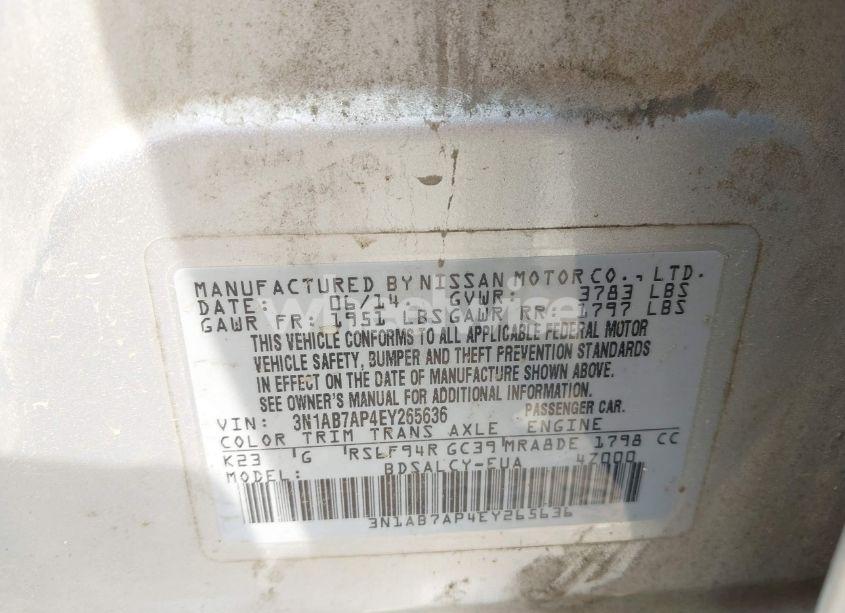 MANUFACTURED BY NISSAN MOTOR CO., LTD.
DATE: 06/14 GVWR: 3783 LBS
GAWR FR: 1951 LBS GAWR RR: 1797 LBS
THIS VEHICLE CONFORMS TO ALL APPLICABLE FEDERAL MOTOR
VEHICLE SAFETY, BUMPER AND THEFT PREVENTION STANDARDS
IN EFFECT ON THE DATE OF MANUFACTURE SHOWN ABOVE.
SEE OWNER'S MANUAL FOR ADDITIONAL INFORMATION.
VIN: 3N1AB7AP4EY265636 PASSENGER CAR.
COLOR TRIM TRANS AXLE ENGINE
K23 G RS6F94R GC39 MRA8DE 1798 CC
MODEL: BDSALCY-EUA 47000
3N1AB7AP4EY265636